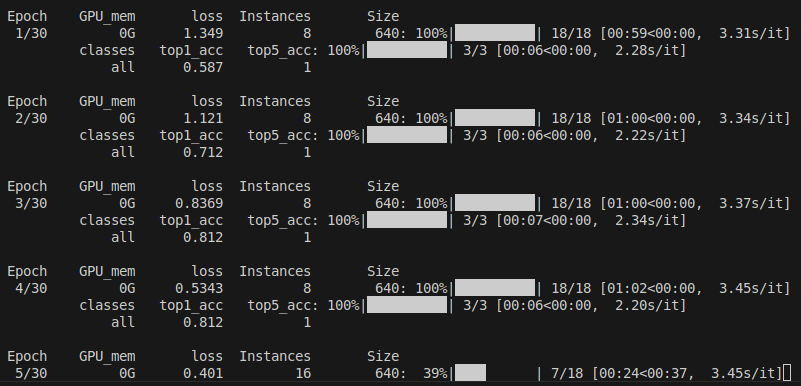 Epoch GPU_mem loss Instances Size
1/30 0G 1.349 8 640: 100%|██████████| 18/18 [00:59<00:00, 3.31s/it]
classes top1_acc top5_acc: 100%|██████████| 3/3 [00:06<00:00, 2.28s/it]
all 0.587 1
Epoch GPU_mem loss Instances Size
2/30 0G 1.121 8 640: 100%|██████████| 18/18 [01:00<00:00, 3.34s/it]
classes top1_acc top5_acc: 100%|██████████| 3/3 [00:06<00:00, 2.22s/it]
all 0.712 1
Epoch GPU_mem loss Instances Size
3/30 0G 0.8369 8 640: 100%|██████████| 18/18 [01:00<00:00, 3.37s/it]
classes top1_acc top5_acc: 100%|██████████| 3/3 [00:07<00:00, 2.34s/it]
all 0.812 1
Epoch GPU_mem loss Instances Size
4/30 0G 0.5343 8 640: 100%|██████████| 18/18 [01:02<00:00, 3.45s/it]
classes top1_acc top5_acc: 100%|██████████| 3/3 [00:06<00:00, 2.20s/it]
all 0.812 1
Epoch GPU_mem loss Instances Size
5/30 0G 0.401 16 640: 39%|███▉ | 7/18 [00:24<00:37, 3.45s/it]